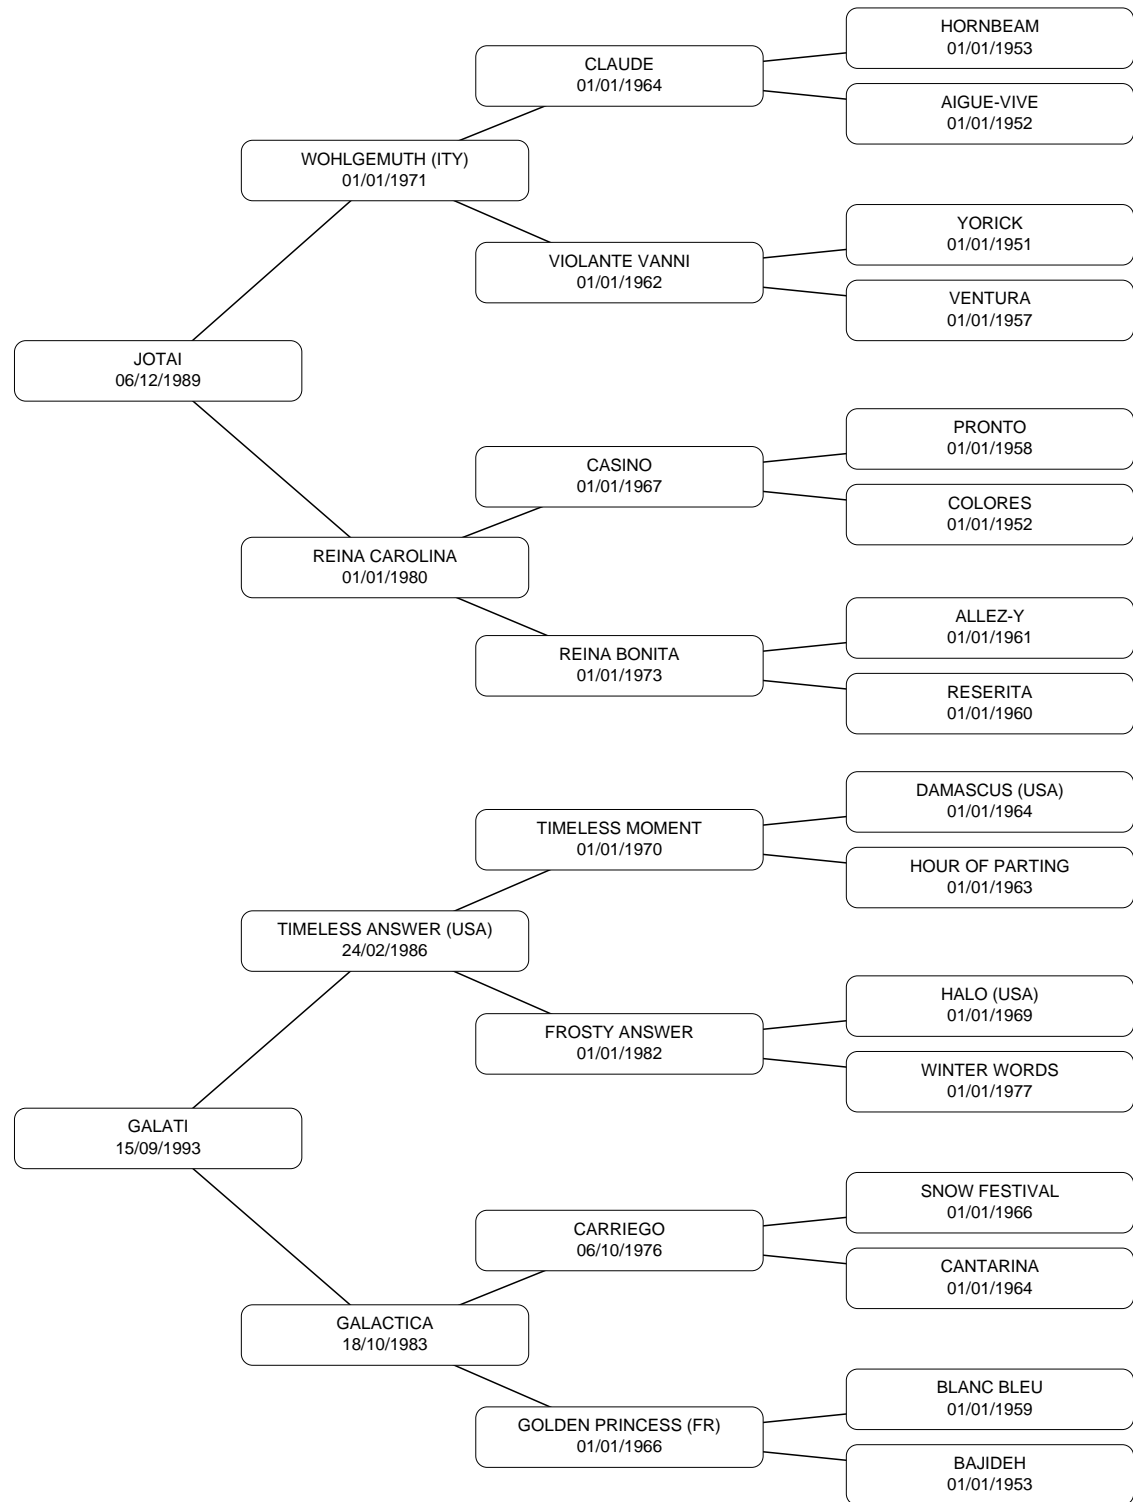 HORNBEAM
01/01/1953
CLAUDE
01/01/1964
AIGUE-VIVE
01/01/1952
WOHLGEMUTH (ITY)
01/01/1971
YORICK
01/01/1951
VIOLANTE VANNI
01/01/1962
VENTURA
01/01/1957
JOTAI
06/12/1989
PRONTO
01/01/1958
CASINO
01/01/1967
COLORES
01/01/1952
REINA CAROLINA
01/01/1980
ALLEZ-Y
01/01/1961
REINA BONITA
01/01/1973
RESERITA
01/01/1960
DAMASCUS (USA)
01/01/1964
TIMELESS MOMENT
01/01/1970
HOUR OF PARTING
01/01/1963
TIMELESS ANSWER (USA)
24/02/1986
HALO (USA)
01/01/1969
FROSTY ANSWER
01/01/1982
WINTER WORDS
01/01/1977
GALATI
15/09/1993
SNOW FESTIVAL
01/01/1966
CARRIEGO
06/10/1976
CANTARINA
01/01/1964
GALACTICA
18/10/1983
BLANC BLEU
01/01/1959
GOLDEN PRINCESS (FR)
01/01/1966
BAJIDEH
01/01/1953